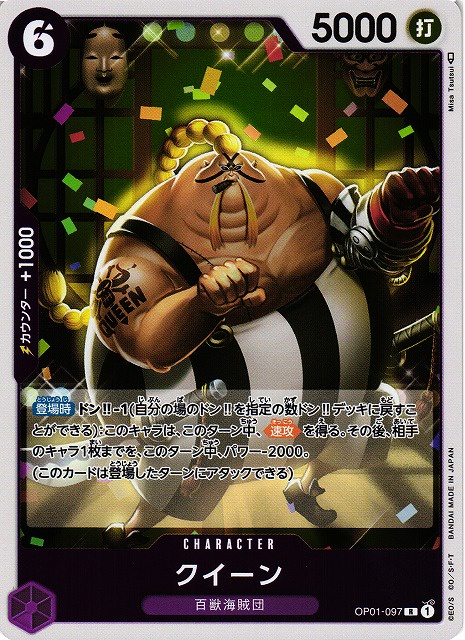 6
5000
打
Misa Tsutsui
カウンター +1000
QUEEN
登場時 ドン!!-1(自分の場のドン!!を指定の数ドン!!デッキに戻すこ
とができる):このキャラは、このターン中、速攻を得る。その後、相手
のキャラ1枚までを、このターン中、パワー-2000。
(このカードは登場したターンにアタックできる)
BANDAI MADE IN JAPAN
©E.O./S.F-T
CHARACTER
クイーン
百獣海賊団
OP01-097 R 1
©EO/S